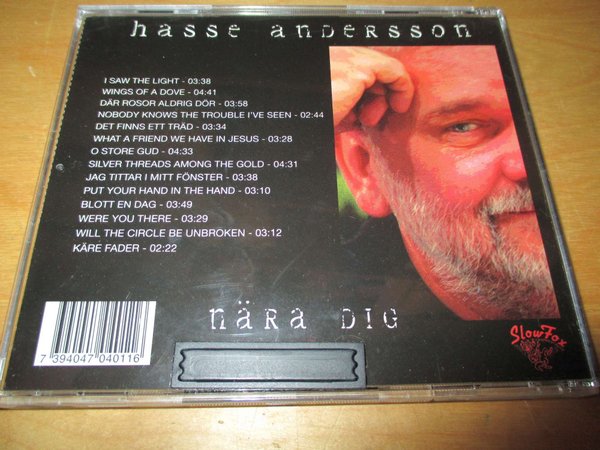 hasse andersson
I SAW THE LIGHT - 03:38
WINGS OF A DOVE - 04:41
DÄR ROSOR ALDRIG DÖR - 03:58
NOBODY KNOWS THE TROUBLE I'VE SEEN - 02:44
DET FINNS ETT TRÄD - 03:34
WHAT A FRIEND WE HAVE IN JESUS - 03:28
O STORE GUD - 04:33
SILVER THREADS AMONG THE GOLD - 04:31
JAG TITTAR I MITT FÖNSTER - 03:38
PUT YOUR HAND IN THE HAND - 03:10
BLOTT EN DAG - 03:49
WERE YOU THERE - 03:29
WILL THE CIRCLE BE UNBROKEN - 03:12
KÄRE FADER - 02:22
nära dig
SlowFox
7 394047 040116